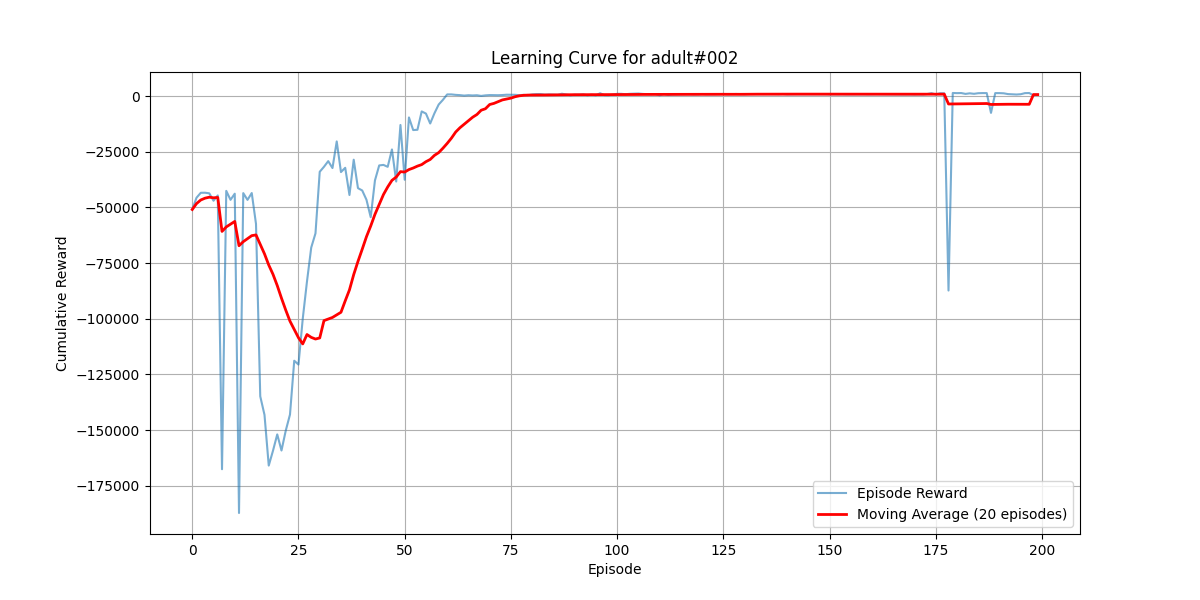 Learning Curve for adult#002
Cumulative Reward
0
−25000
−50000
−75000
−100000
−125000
−150000
−175000
Episode Reward
Moving Average (20 episodes)
0 25 50 75 100 125 150 175 200
Episode